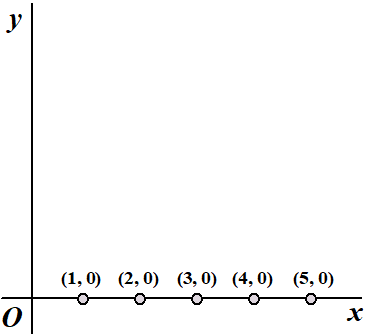 y
(1, 0) (2, 0) (3, 0) (4, 0) (5, 0)
O x